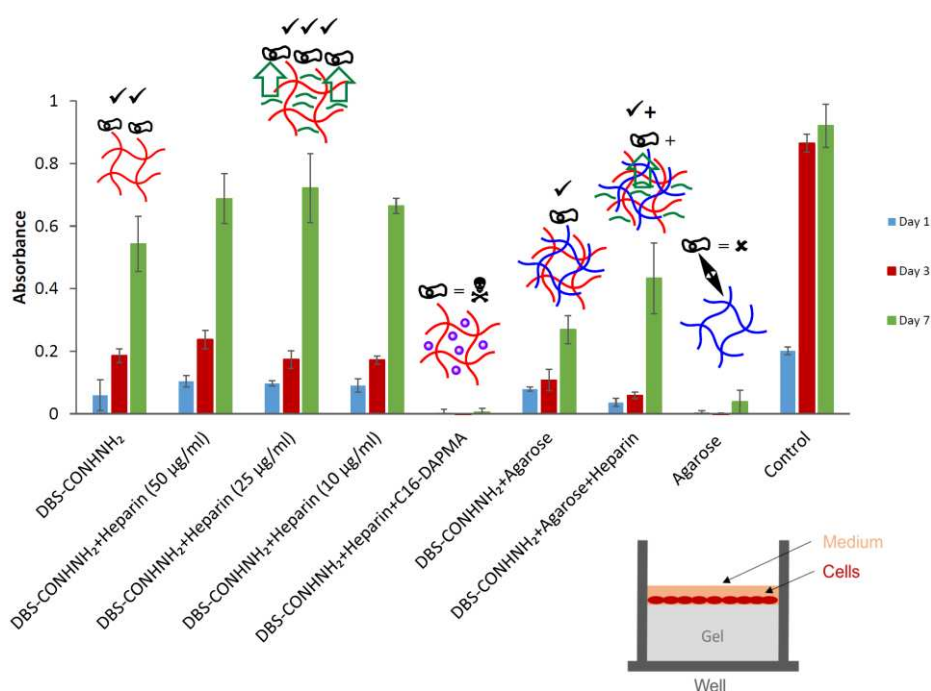 ✓✓✓
✓✓
✓+
+
✓
= ✘
= ☠
1
0.8
0.6
0.4
0.2
0
Absorbance
Day 1
Day 3
Day 7
DBS-CONHNH₂
DBS-CONHNH₂+Heparin (50 µg/ml)
DBS-CONHNH₂+Heparin (25 µg/ml)
DBS-CONHNH₂+Heparin (10 µg/ml)
DBS-CONHNH₂+Heparin+C16-DAPMA
DBS-CONHNH₂+Agarose
DBS-CONHNH₂+Agarose+Heparin
Agarose
Control
Medium
Cells
Gel
Well